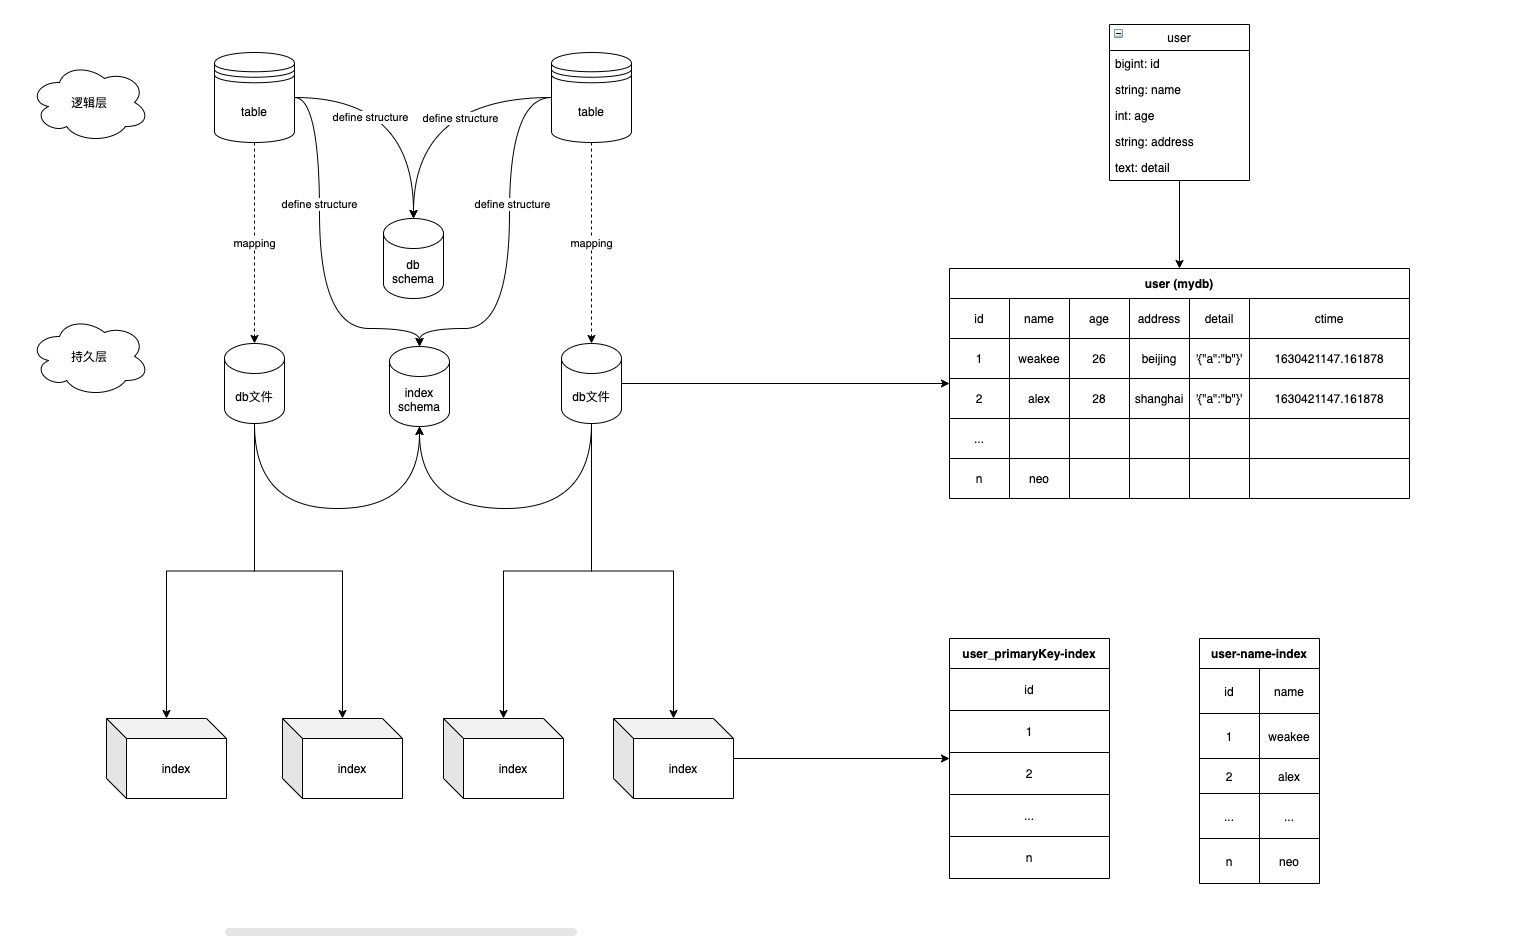 逻辑层
table
define structure
define structure
table
define structure
define structure
mapping
mapping
db
schema
持久层
db文件
index
schema
db文件
index
index
index
index
user
bigint: id
string: name
int: age
string: address
text: detail
user (mydb)
id name age address detail ctime
1 weakee 26 beijing '{"a":"b"}' 1630421147.161878
2 alex 28 shanghai '{"a":"b"}' 1630421147.161878
...
n neo
user_primaryKey-index
id
1
2
...
n
user-name-index
id name
1 weakee
2 alex
... ...
n neo